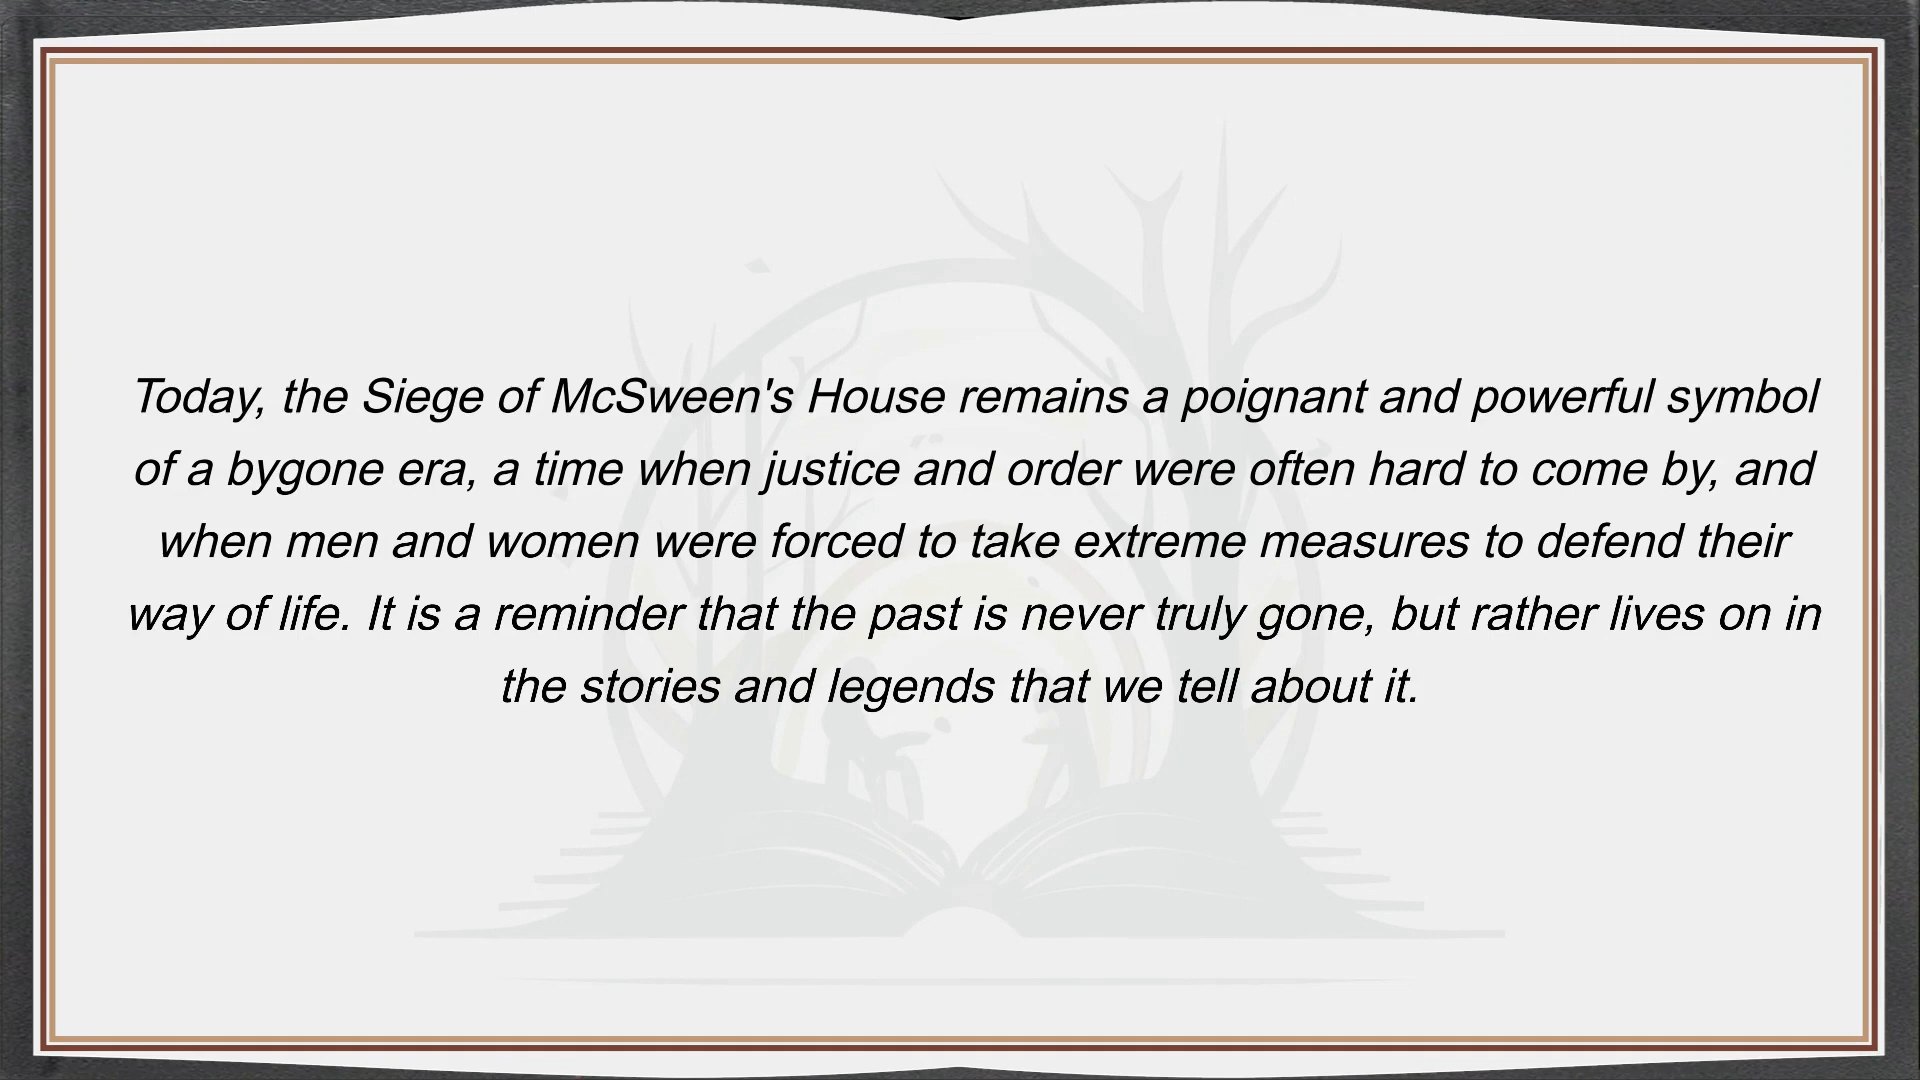 Today, the Siege of McSween's House remains a poignant and powerful symbol
of a bygone era, a time when justice and order were often hard to come by, and
when men and women were forced to take extreme measures to defend their
way of life. It is a reminder that the past is never truly gone, but rather lives on in
the stories and legends that we tell about it.